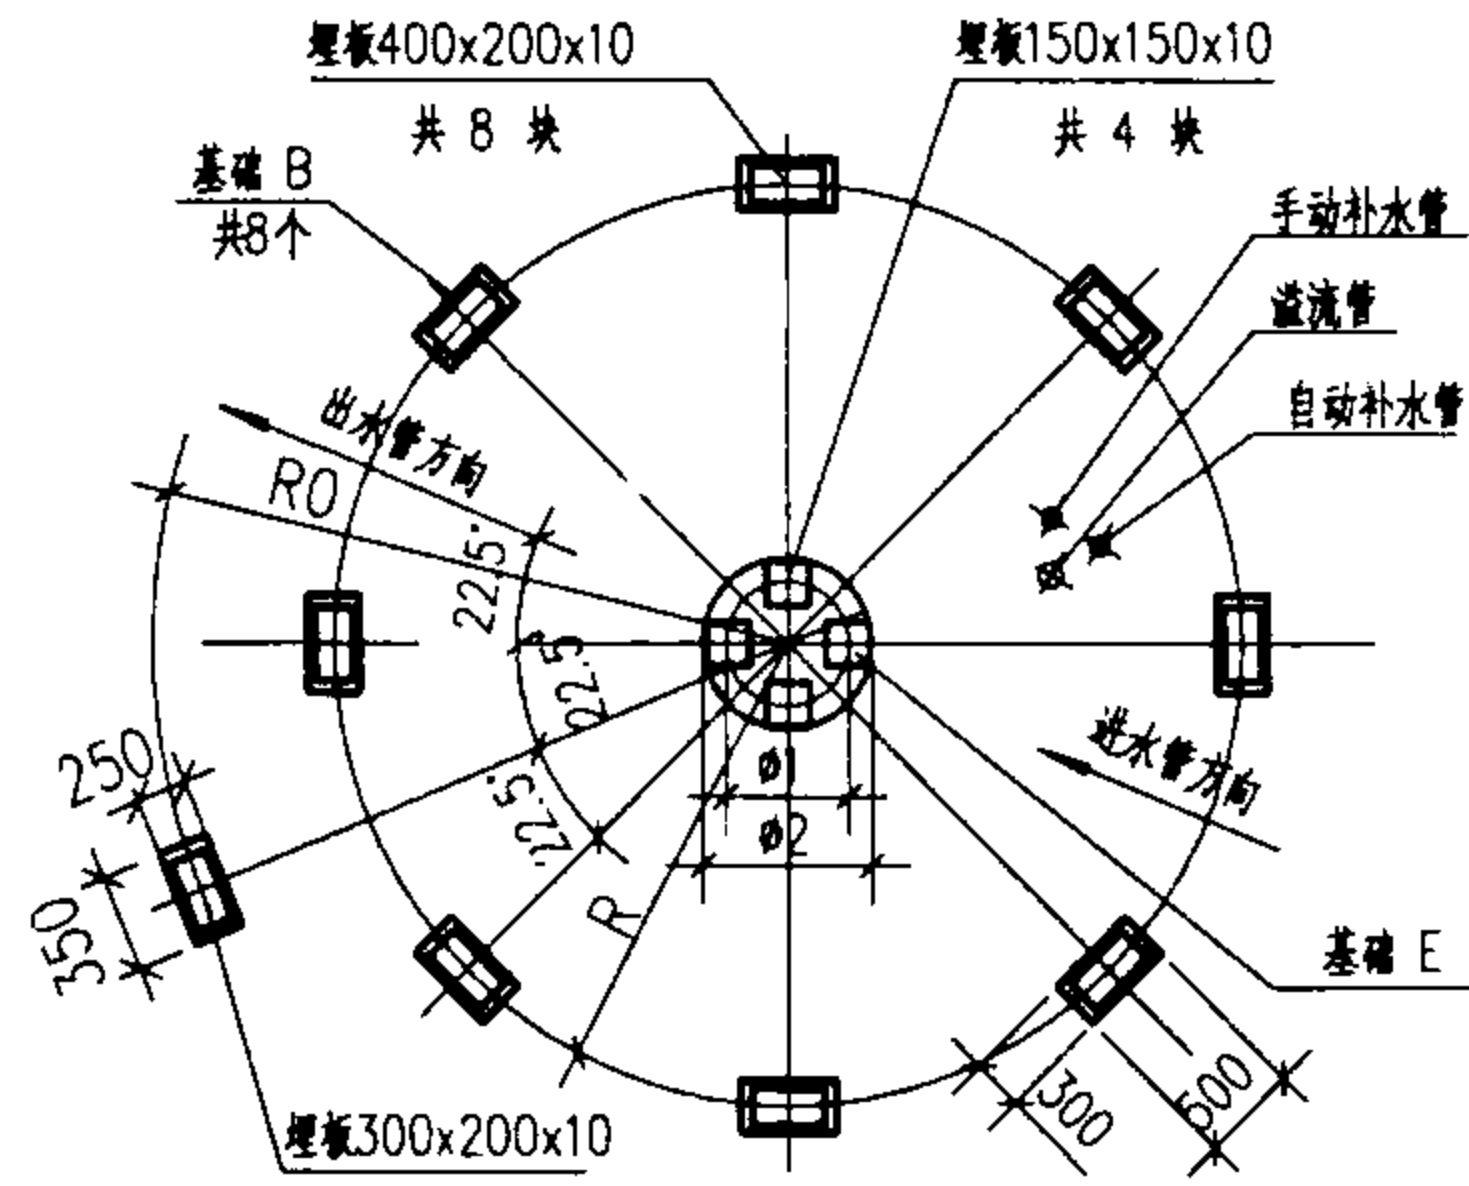 埋板400x200x10
共 8 块
埋板150x150x10
共 4 块
基础 B
共8个
手动补水管
溢流管
自动补水管
出水管方向
R0
22.5°
22.5
22.5°
250
350
ø1
ø2
R
进水管方向
基础 E
300
500
埋板300x200x10